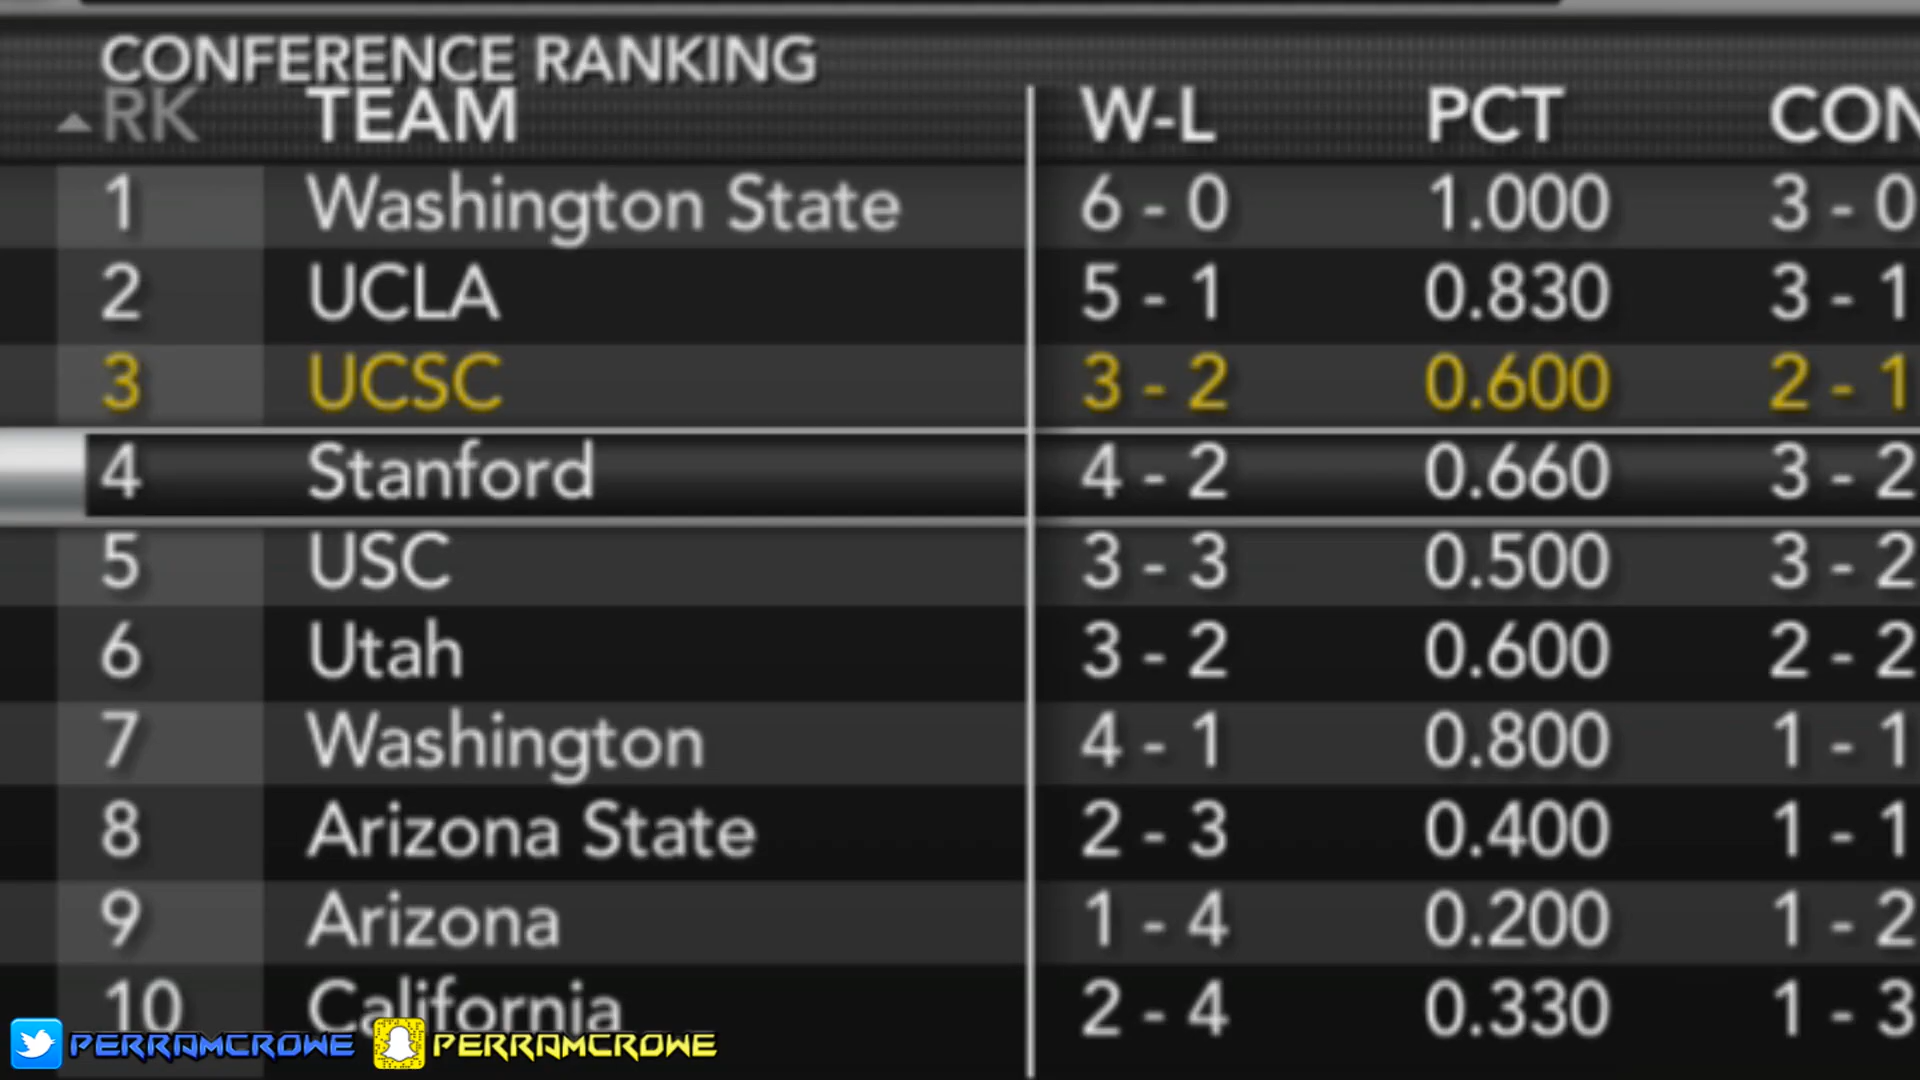 CONFERENCE RANKING
RK TEAM W-L PCT CON
1 Washington State 6 - 0 1.000 3 - 0
2 UCLA 5 - 1 0.830 3 - 1
3 UCSC 3 - 2 0.600 2 - 1
4 Stanford 4 - 2 0.660 3 - 2
5 USC 3 - 3 0.500 3 - 2
6 Utah 3 - 2 0.600 2 - 2
7 Washington 4 - 1 0.800 1 - 1
8 Arizona State 2 - 3 0.400 1 - 1
9 Arizona 1 - 4 0.200 1 - 2
10 California 2 - 4 0.330 1 - 3
PERRAMCROWE PERRAMCROWE